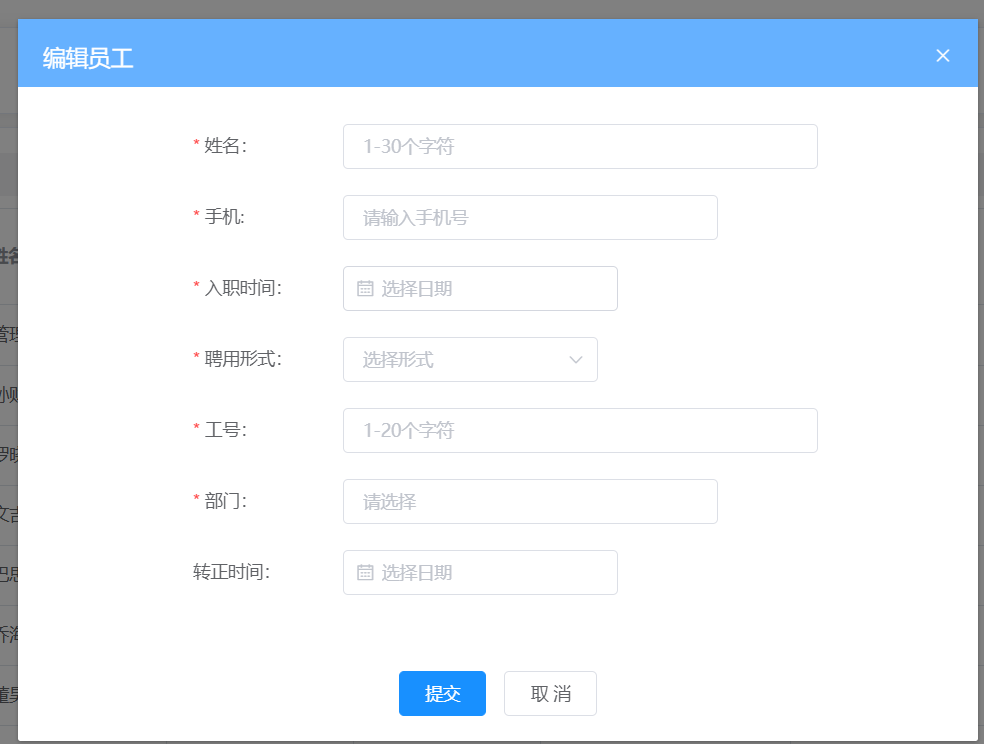 编辑员工
* 姓名：
1-30个字符
* 手机:
请输入手机号
* 入职时间：
选择日期
* 聘用形式：
选择形式
* 工号：
1-20个字符
* 部门：
请选择
转正时间：
选择日期
提交
取 消